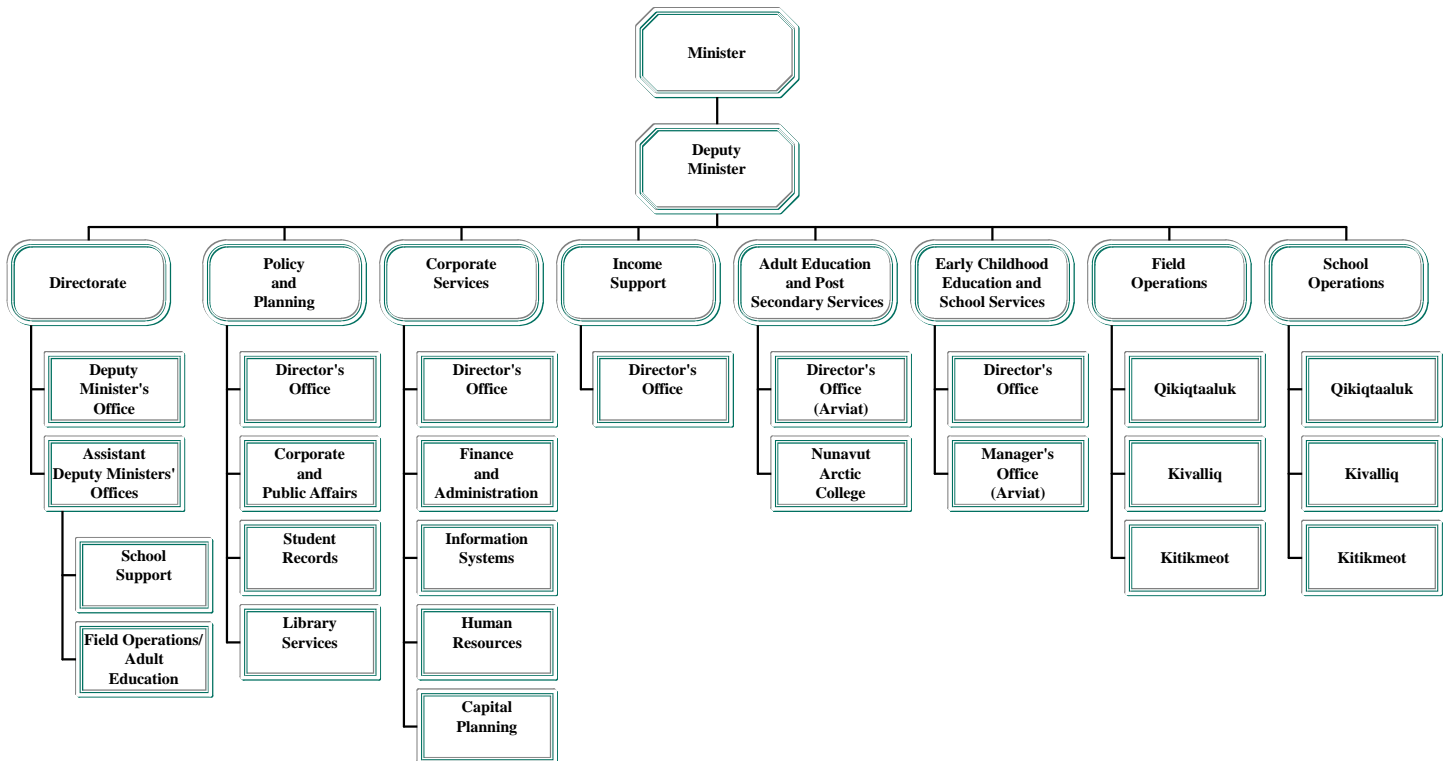 Minister
Deputy
Minister
Directorate
Policy
and
Planning
Corporate
Services
Income
Support
Adult Education
and Post
Secondary Services
Early Childhood
Education and
School Services
Field
Operations
School
Operations
Deputy
Minister's
Office
Assistant
Deputy Ministers'
Offices
School
Support
Field Operations/
Adult
Education
Director's
Office
Corporate
and
Public Affairs
Student
Records
Library
Services
Director's
Office
Finance
and
Administration
Information
Systems
Human
Resources
Capital
Planning
Director's
Office
Director's
Office
(Arviat)
Nunavut
Arctic
College
Director's
Office
Manager's
Office
(Arviat)
Qikiqtaaluk
Kivalliq
Kitikmeot
Qikiqtaaluk
Kivalliq
Kitikmeot